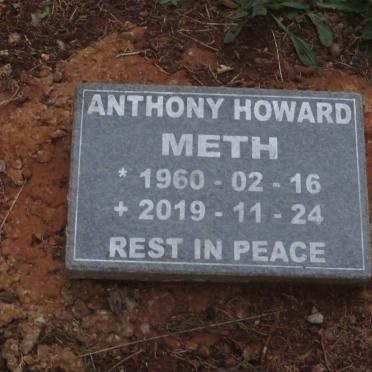 ANTHONY HOWARD
METH
* 1960 - 02 - 16
+ 2019 - 11 - 24
REST IN PEACE